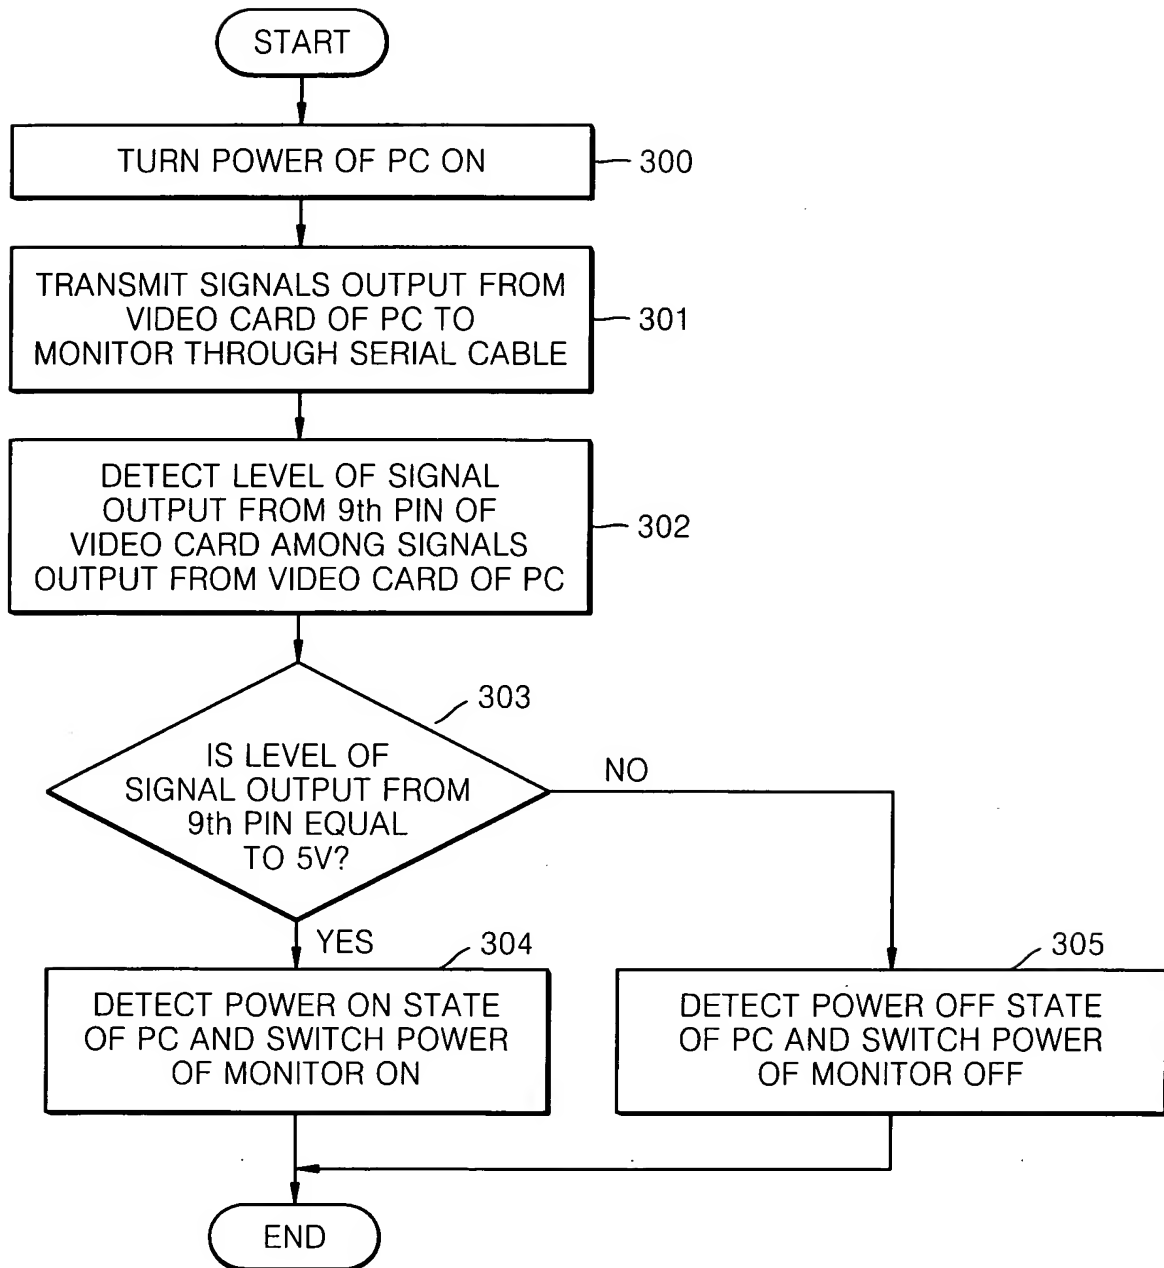 START
TURN POWER OF PC ON
300
TRANSMIT SIGNALS OUTPUT FROM
VIDEO CARD OF PC TO
MONITOR THROUGH SERIAL CABLE
301
DETECT LEVEL OF SIGNAL
OUTPUT FROM 9th PIN OF
VIDEO CARD AMONG SIGNALS
OUTPUT FROM VIDEO CARD OF PC
302
303
IS LEVEL OF
SIGNAL OUTPUT FROM
9th PIN EQUAL
TO 5V?
NO
YES
304
DETECT POWER ON STATE
OF PC AND SWITCH POWER
OF MONITOR ON
305
DETECT POWER OFF STATE
OF PC AND SWITCH POWER
OF MONITOR OFF
END